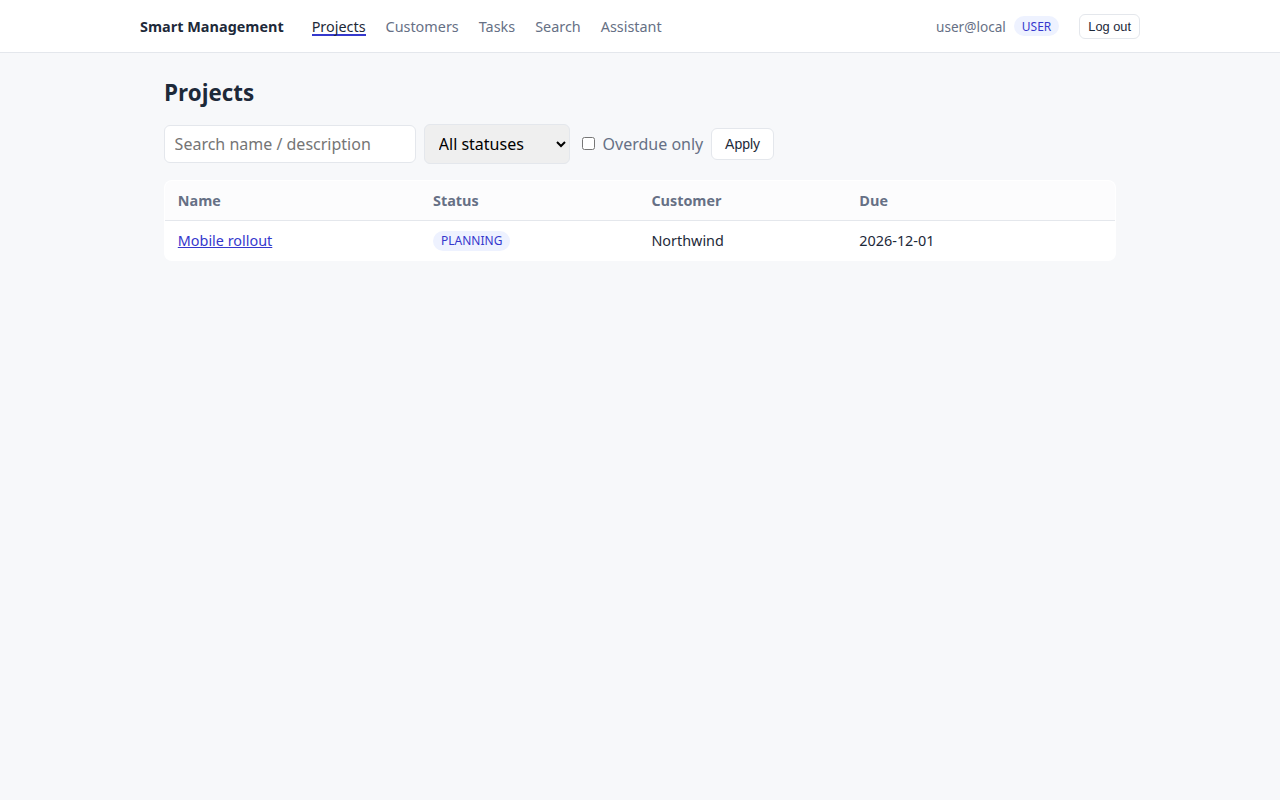 Smart Management Projects Customers Tasks Search Assistant user@local USER Log out
Projects
Search name / description All statuses Overdue only Apply
Name Status Customer Due
Mobile rollout PLANNING Northwind 2026-12-01